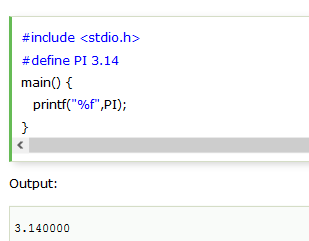 #include <stdio.h>
#define PI 3.14
main() {
   printf("%f",PI);
}
Output:
3.140000